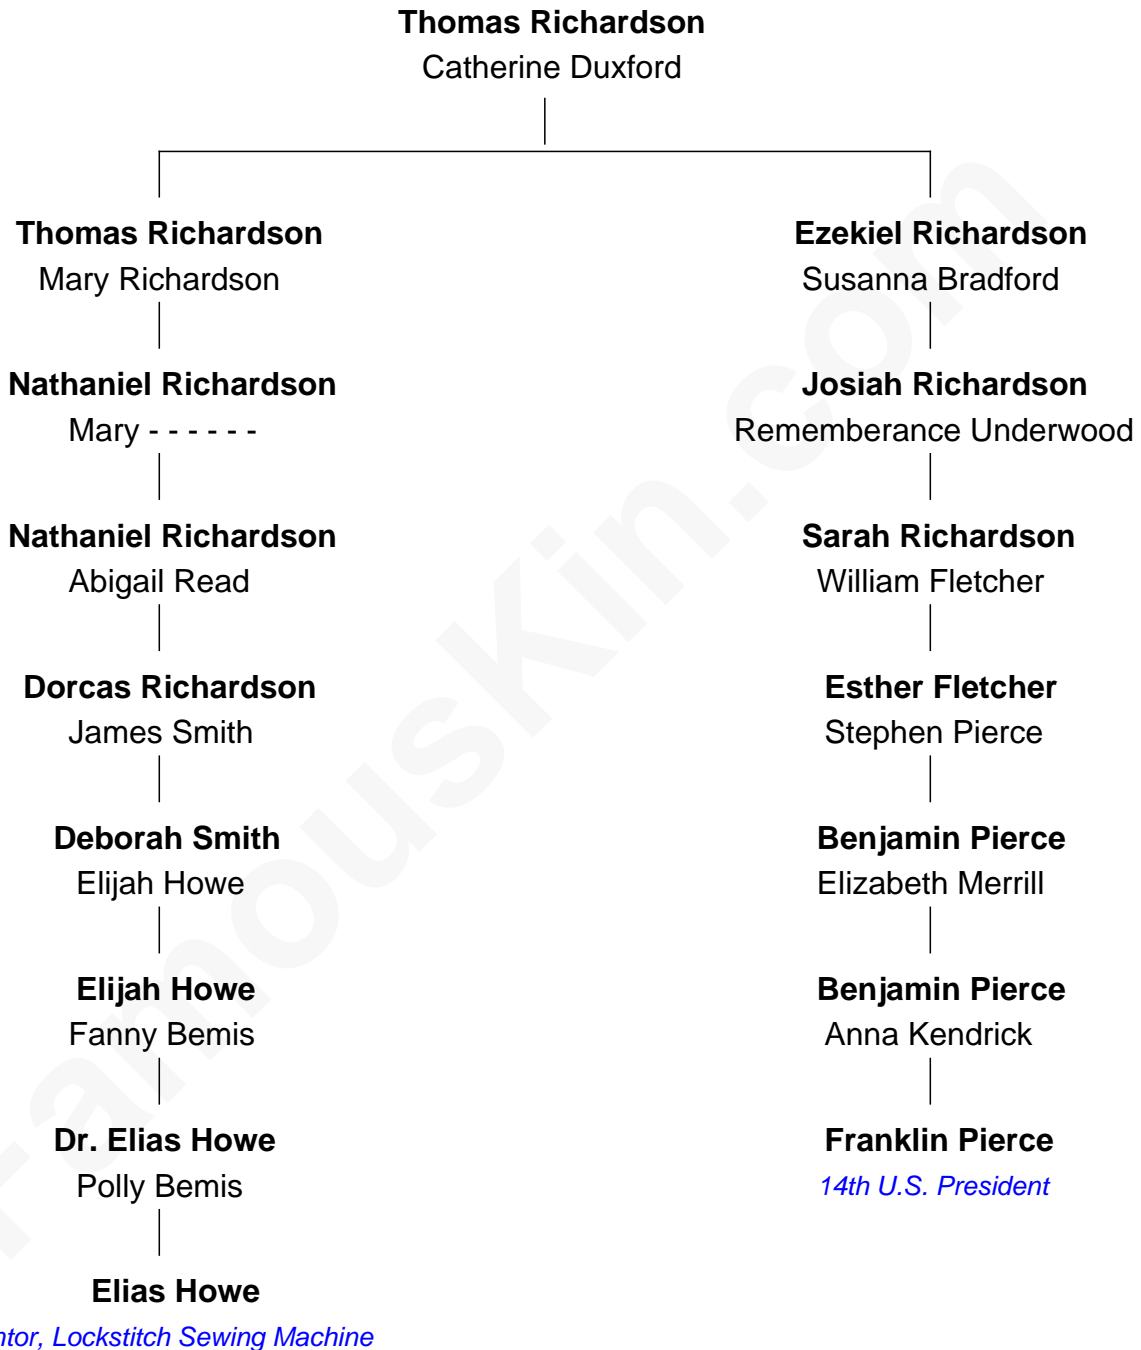 Thomas Richardson
Catherine Duxford
Thomas Richardson
Mary Richardson
Nathaniel Richardson
Mary - - - - - -
Nathaniel Richardson
Abigail Read
Dorcas Richardson
James Smith
Deborah Smith
Elijah Howe
Elijah Howe
Fanny Bemis
Dr. Elias Howe
Polly Bemis
Elias Howe
ntor, Lockstitch Sewing Machine
Ezekiel Richardson
Susanna Bradford
Josiah Richardson
Rememberance Underwood
Sarah Richardson
William Fletcher
Esther Fletcher
Stephen Pierce
Benjamin Pierce
Elizabeth Merrill
Benjamin Pierce
Anna Kendrick
Franklin Pierce
14th U.S. President
FamousKin.com